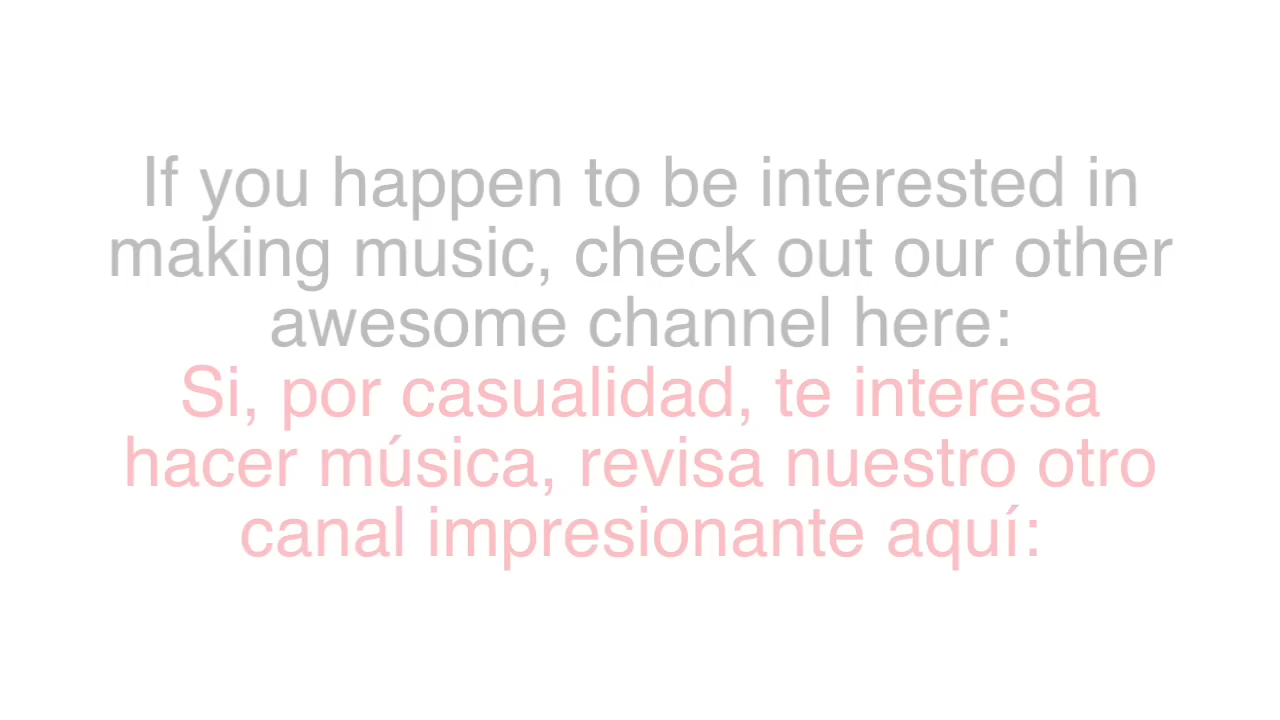 If you happen to be interested in
making music, check out our other
awesome channel here:
Si, por casualidad, te interesa
hacer música, revisa nuestro otro
canal impresionante aquí: